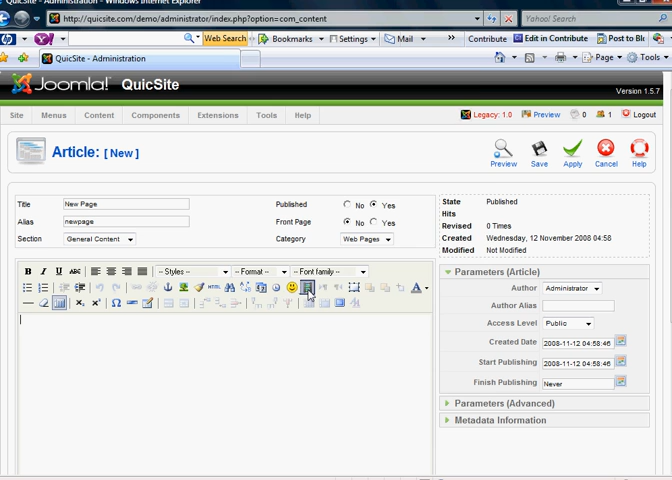 QuicSite - Administration - Windows Internet Explorer
http://quicsite.com/demo/administrator/index.php?option=com_content
Yahoo! Search
hp Y! Web Search Bookmarks Settings Mail >> Contribute Edit in Contribute Post to Blo
QuicSite - Administration
Page Tools
Joomla! QuicSite
Version 1.5.7
Site Menus Content Components Extensions Tools Help
Legacy: 1.0 Preview 0 1 Logout
Article: [ New ]
Preview Save Apply Cancel Help
Title New Page
Published No Yes
Alias newpage
Front Page No Yes
Section General Content
Category Web Pages
State Published
Hits
Revised 0 Times
Created Wednesday, 12 November 2008 04:58
Modified Not Modified
B I U ABC -- Styles -- -- Format -- -- Font family --
HTML
Parameters (Article)
Author Administrator
Author Alias
Access Level Public
Created Date 2008-11-12 04:58:46
Start Publishing 2008-11-12 04:58:46
Finish Publishing Never
Parameters (Advanced)
Metadata Information